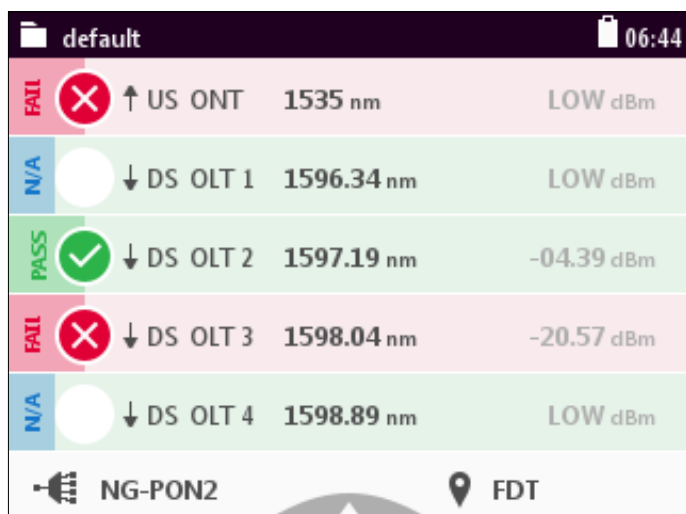 default 06:44
FAIL US ONT 1535 nm LOW dBm
N/A DS OLT 1 1596.34 nm LOW dBm
PASS DS OLT 2 1597.19 nm -04.39 dBm
FAIL DS OLT 3 1598.04 nm -20.57 dBm
N/A DS OLT 4 1598.89 nm LOW dBm
NG-PON2 FDT